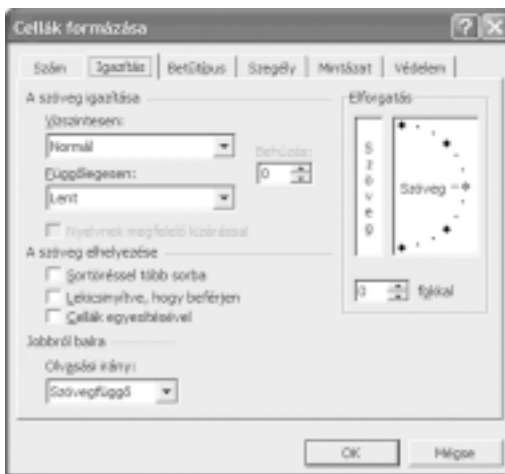 Cellák formázása
Szám Igazítás Betűtípus Szegély Mintázat Védelem
A szöveg igazítása
Vízszintesen:
Normál
Behúzás:
0
Függőlegesen:
Lent
Nyelvnek megfelelő kizárással
A szöveg elhelyezése
Sortöréssel több sorba
Lekicsinyítve, hogy beférjen
Cellák egyesítésével
Jobbról balra
Olvasási irány:
Szövegfüggő
Elforgatás
Szöveg
Szöveg
0 fokkal
OK Mégse